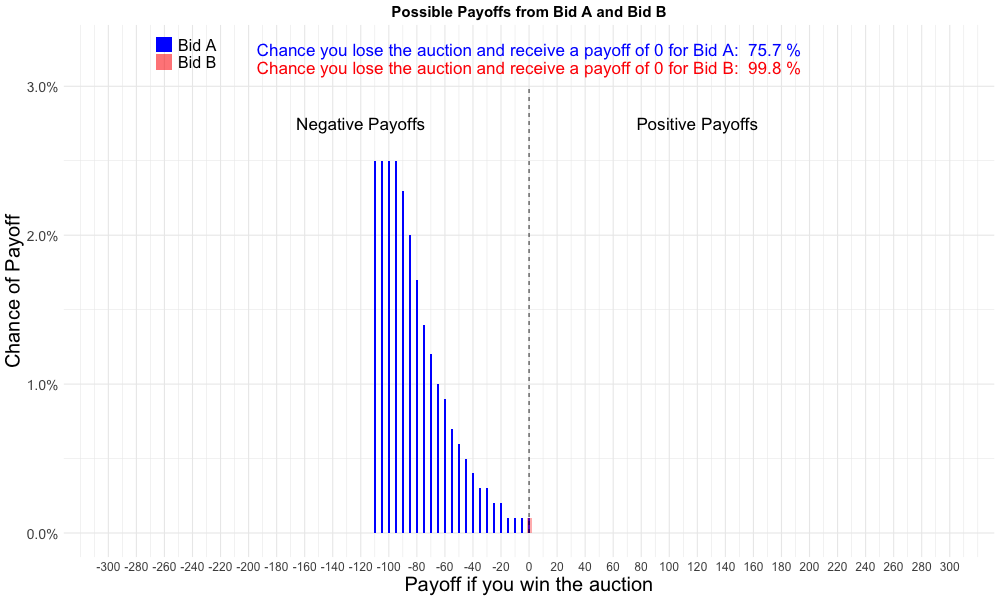 Possible Payoffs from Bid A and Bid B
Bid A
Bid B
Chance you lose the auction and receive a payoff of 0 for Bid A: 75.7 %
Chance you lose the auction and receive a payoff of 0 for Bid B: 99.8 %
Negative Payoffs
Positive Payoffs
Chance of Payoff
3.0%
2.0%
1.0%
0.0%
-300 -280 -260 -240 -220 -200 -180 -160 -140 -120 -100 -80 -60 -40 -20 0 20 40 60 80 100 120 140 160 180 200 220 240 260 280 300
Payoff if you win the auction